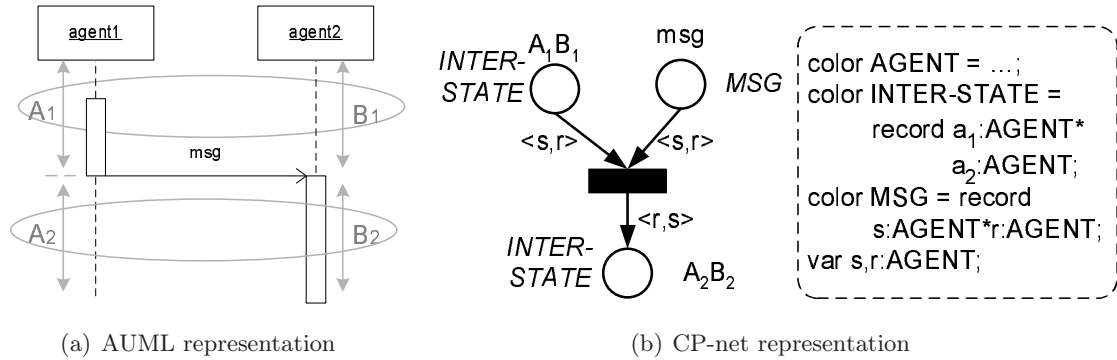 agent1
agent2
A1
B1
msg
A2
B2
(a) AUML representation
A1B1
msg
INTER-
STATE
MSG
<s,r>
<s,r>
<r,s>
INTER-
STATE
A2B2
color AGENT = ...;
color INTER-STATE =
record a1:AGENT*
a2:AGENT;
color MSG = record
s:AGENT*r:AGENT;
var s,r:AGENT;
(b) CP-net representation